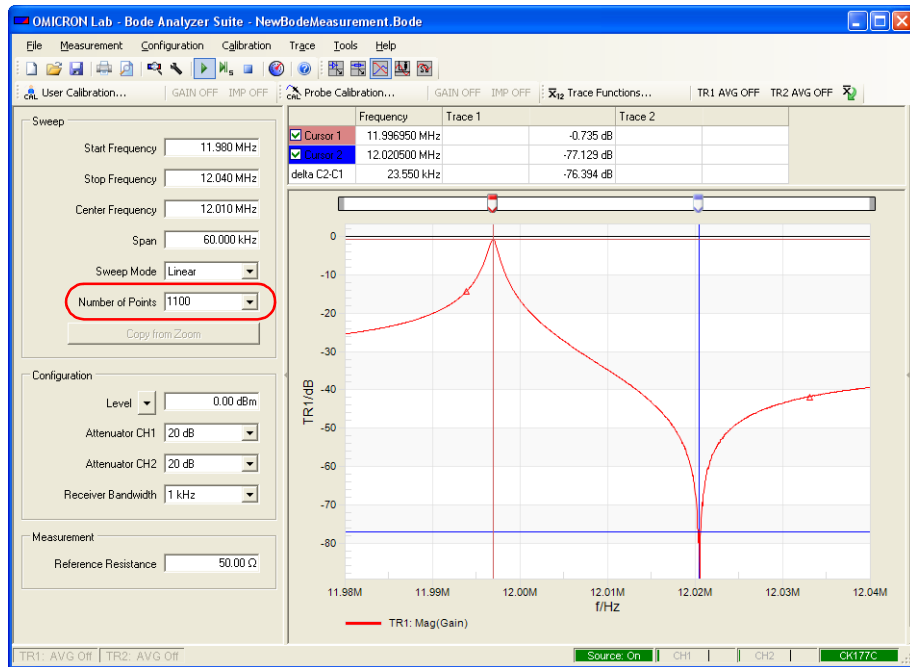 OMICRON Lab - Bode Analyzer Suite - NewBodeMeasurement.Bode
File Measurement Configuration Calibration Trace Tools Help
CAL User Calibration... GAIN OFF IMP OFF CAL Probe Calibration... GAIN OFF IMP OFF X12 Trace Functions... TR1 AVG OFF TR2 AVG OFF
Sweep
Start Frequency 11.980 MHz
Stop Frequency 12.040 MHz
Center Frequency 12.010 MHz
Span 60.000 kHz
Sweep Mode Linear
Number of Points 1100
Copy from Zoom
Configuration
Level 0.00 dBm
Attenuator CH1 20 dB
Attenuator CH2 20 dB
Receiver Bandwidth 1 kHz
Measurement
Reference Resistance 50.00 Ω
Frequency Trace 1 Trace 2
Cursor 1 11.996950 MHz -0.735 dB
Cursor 2 12.020500 MHz -77.129 dB
delta C2-C1 23.550 kHz -76.394 dB
TR1/dB
0
-10
-20
-30
-40
-50
-60
-70
-80
11.98M 11.99M 12.00M 12.01M 12.02M 12.03M 12.04M
f/Hz
TR1: Mag(Gain)
TR1: AVG Off TR2: AVG Off Source: On CH1 CH2 CK177C